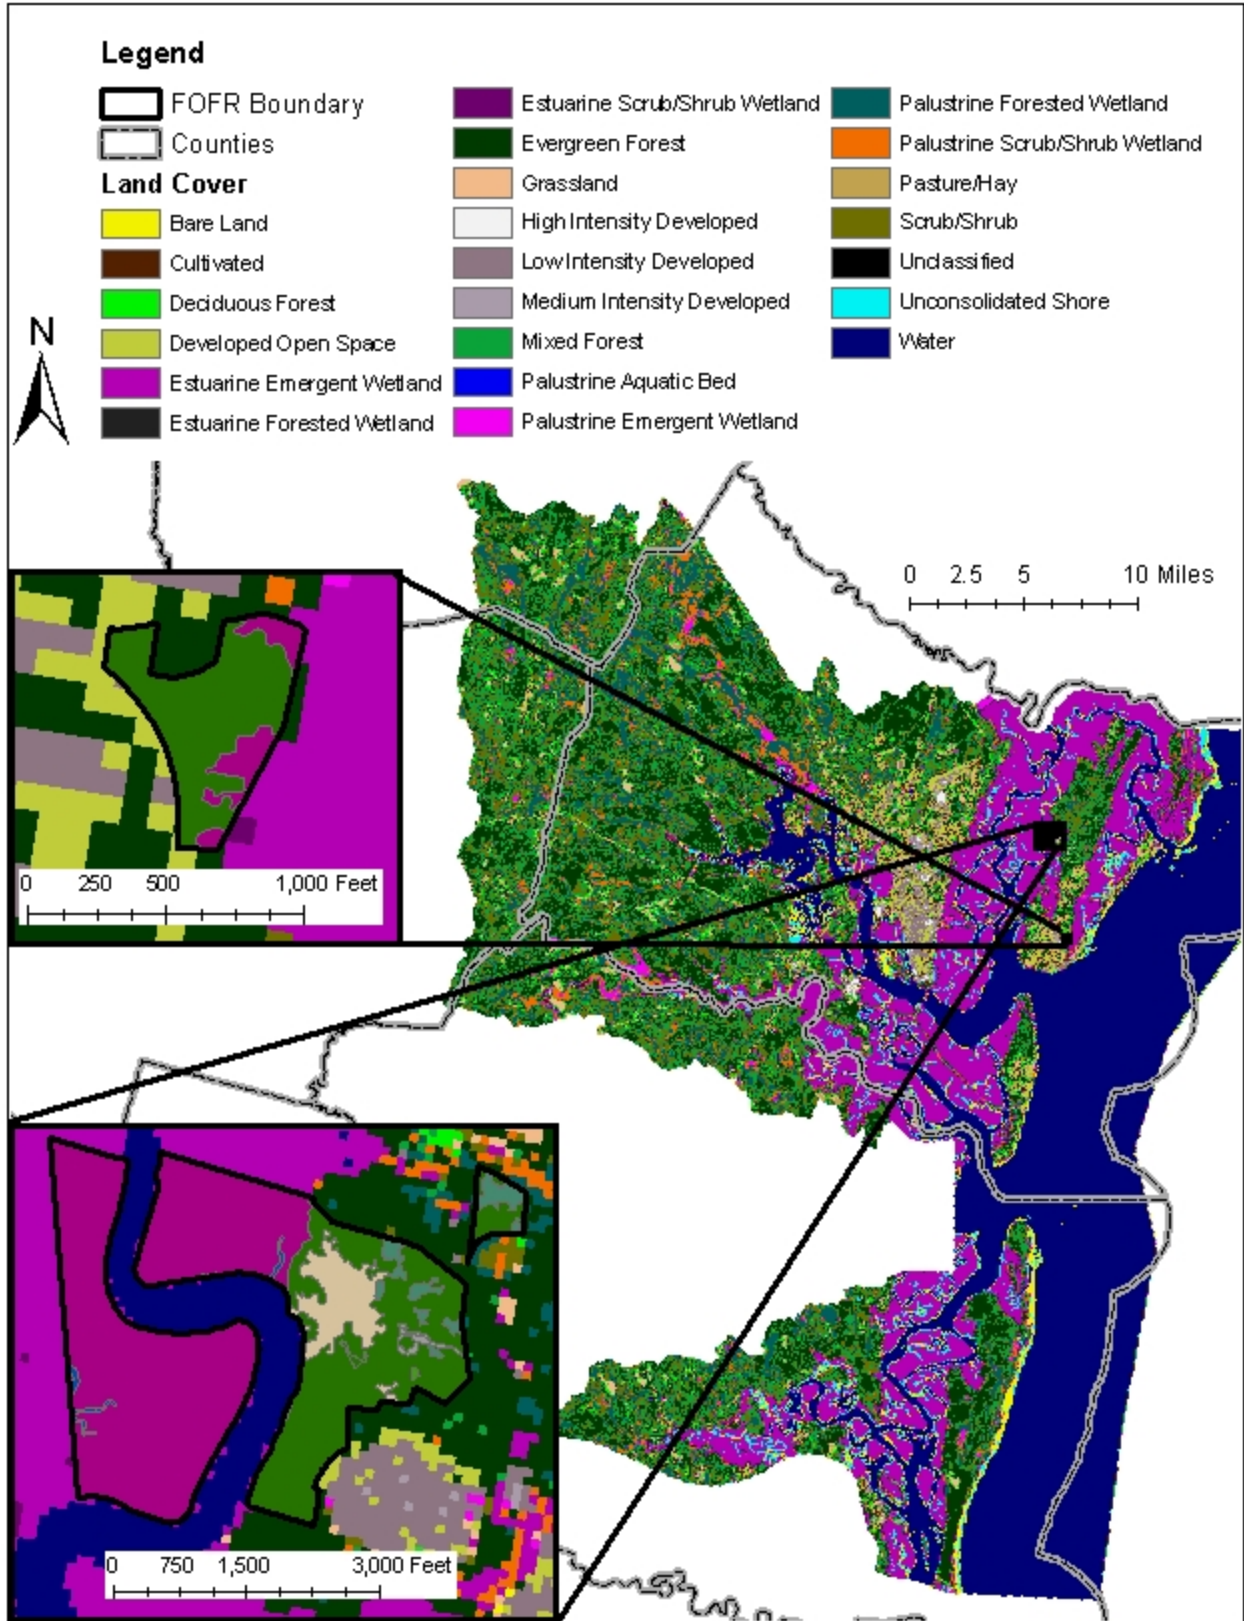 Legend
FOFR Boundary
Counties
Land Cover
Bare Land
Cultivated
Deciduous Forest
Developed Open Space
Estuarine Emergent Wetland
Estuarine Forested Wetland
Estuarine Scrub/Shrub Wetland
Evergreen Forest
Grassland
High Intensity Developed
Low Intensity Developed
Medium Intensity Developed
Mixed Forest
Palustrine Aquatic Bed
Palustrine Emergent Wetland
Palustrine Forested Wetland
Palustrine Scrub/Shrub Wetland
Pasture/Hay
Scrub/Shrub
Unclassified
Unconsolidated Shore
Water
N
0 2.5 5 10 Miles
0 250 500 1,000 Feet
0 750 1,500 3,000 Feet